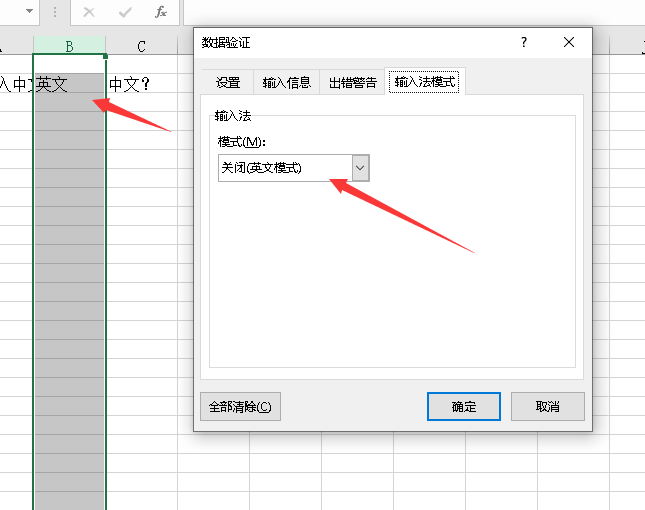 fx
B
C
入中文
英文
中文?
数据验证
?
设置
输入信息
出错警告
输入法模式
输入法
模式(M):
关闭(英文模式)
全部清除(C)
确定
取消